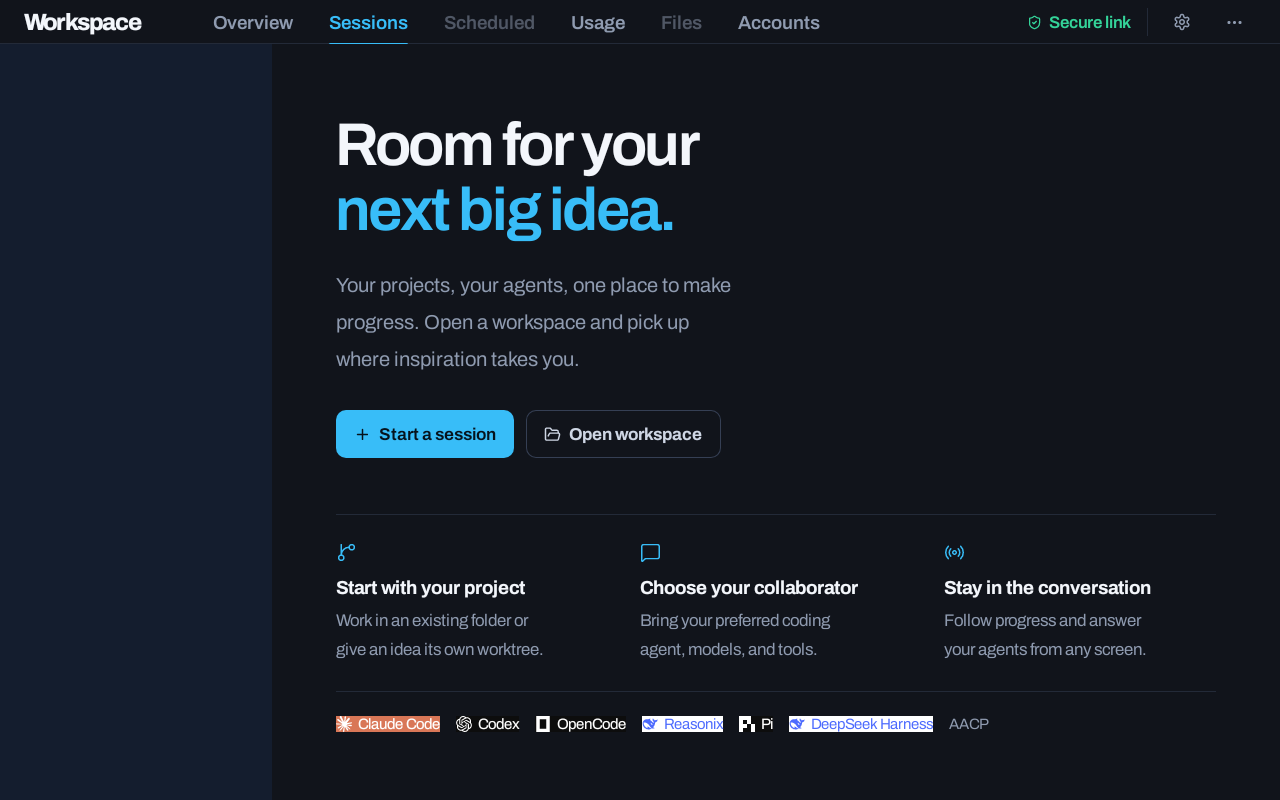 Workspace Overview Sessions Scheduled Usage Files Accounts Secure link
Room for your
next big idea.
Your projects, your agents, one place to make
progress. Open a workspace and pick up
where inspiration takes you.
Start a session Open workspace
Start with your project
Work in an existing folder or
give an idea its own worktree.
Choose your collaborator
Bring your preferred coding
agent, models, and tools.
Stay in the conversation
Follow progress and answer
your agents from any screen.
Claude Code Codex OpenCode Reasonix Pi DeepSeek Harness AACP